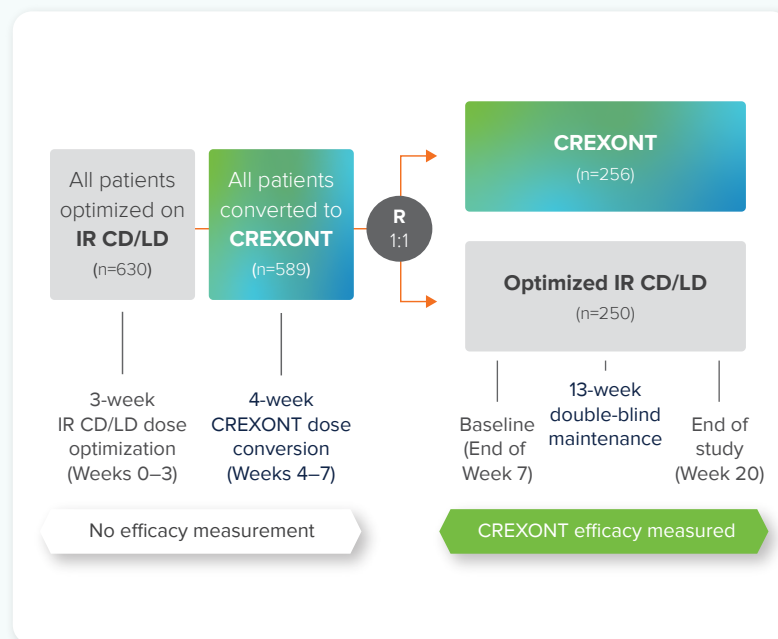 All patients
optimized on
IR CD/LD
(n=630)
All patients
converted to
CREXONT
(n=589)
R
1:1
CREXONT
(n=256)
Optimized IR CD/LD
(n=250)
3-week
IR CD/LD dose
optimization
(Weeks 0–3)
4-week
CREXONT dose
conversion
(Weeks 4–7)
Baseline
(End of
Week 7)
13-week
double-blind
maintenance
End of
study
(Week 20)
No efficacy measurement
CREXONT efficacy measured